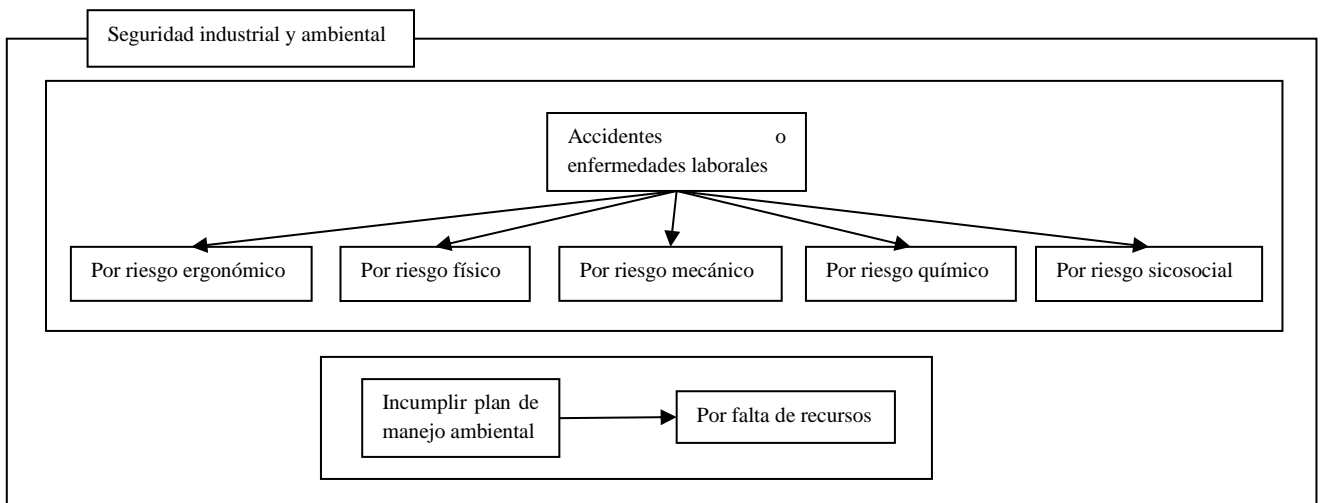 Seguridad industrial y ambiental
Accidentes o
enfermedades laborales
Por riesgo ergonómico
Por riesgo físico
Por riesgo mecánico
Por riesgo químico
Por riesgo sicosocial
Incumplir plan de
manejo ambiental
Por falta de recursos